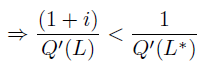 ⇒ (1 + i) / Q′(L) < 1 / Q′(L∗)